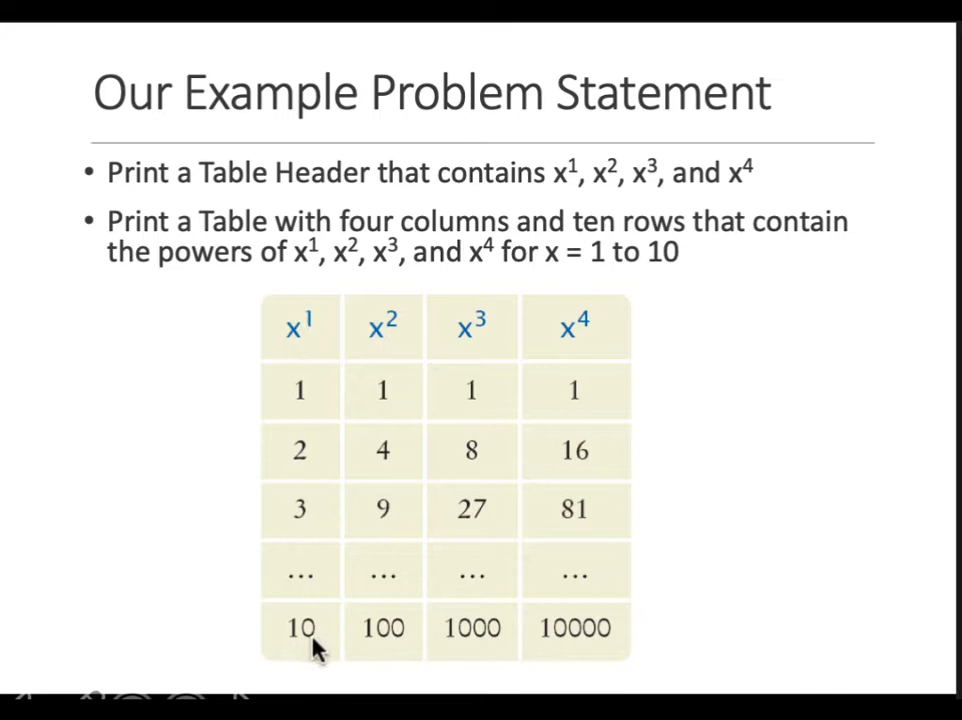 Our Example Problem Statement
• Print a Table Header that contains x¹, x², x³, and x⁴
• Print a Table with four columns and ten rows that contain
the powers of x¹, x², x³, and x⁴ for x = 1 to 10
x¹ x² x³ x⁴
1 1 1 1
2 4 8 16
3 9 27 81
... ... ... ...
10 100 1000 10000